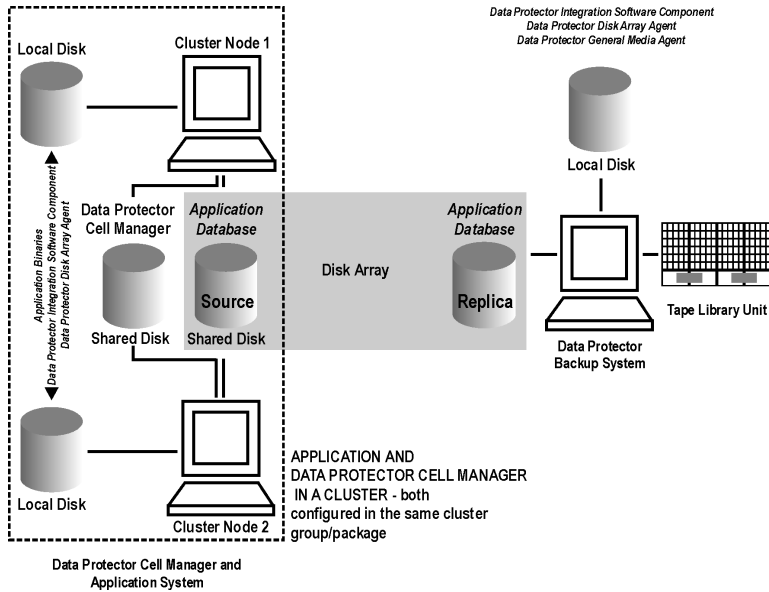 Data Protector Integration Software Component
Data Protector Disk Array Agent
Data Protector General Media Agent
Local Disk
Cluster Node 1
Local Disk
Data Protector
Cell Manager
Application
Database
Application
Database
Disk Array
Source
Replica
Shared Disk
Shared Disk
Application Binaries
Data Protector Integration Software Component
Data Protector Disk Array Agent
Tape Library Unit
Data Protector
Backup System
Local Disk
Cluster Node 2
APPLICATION AND
DATA PROTECTOR CELL MANAGER
IN A CLUSTER - both
configured in the same cluster
group/package
Data Protector Cell Manager and
Application System